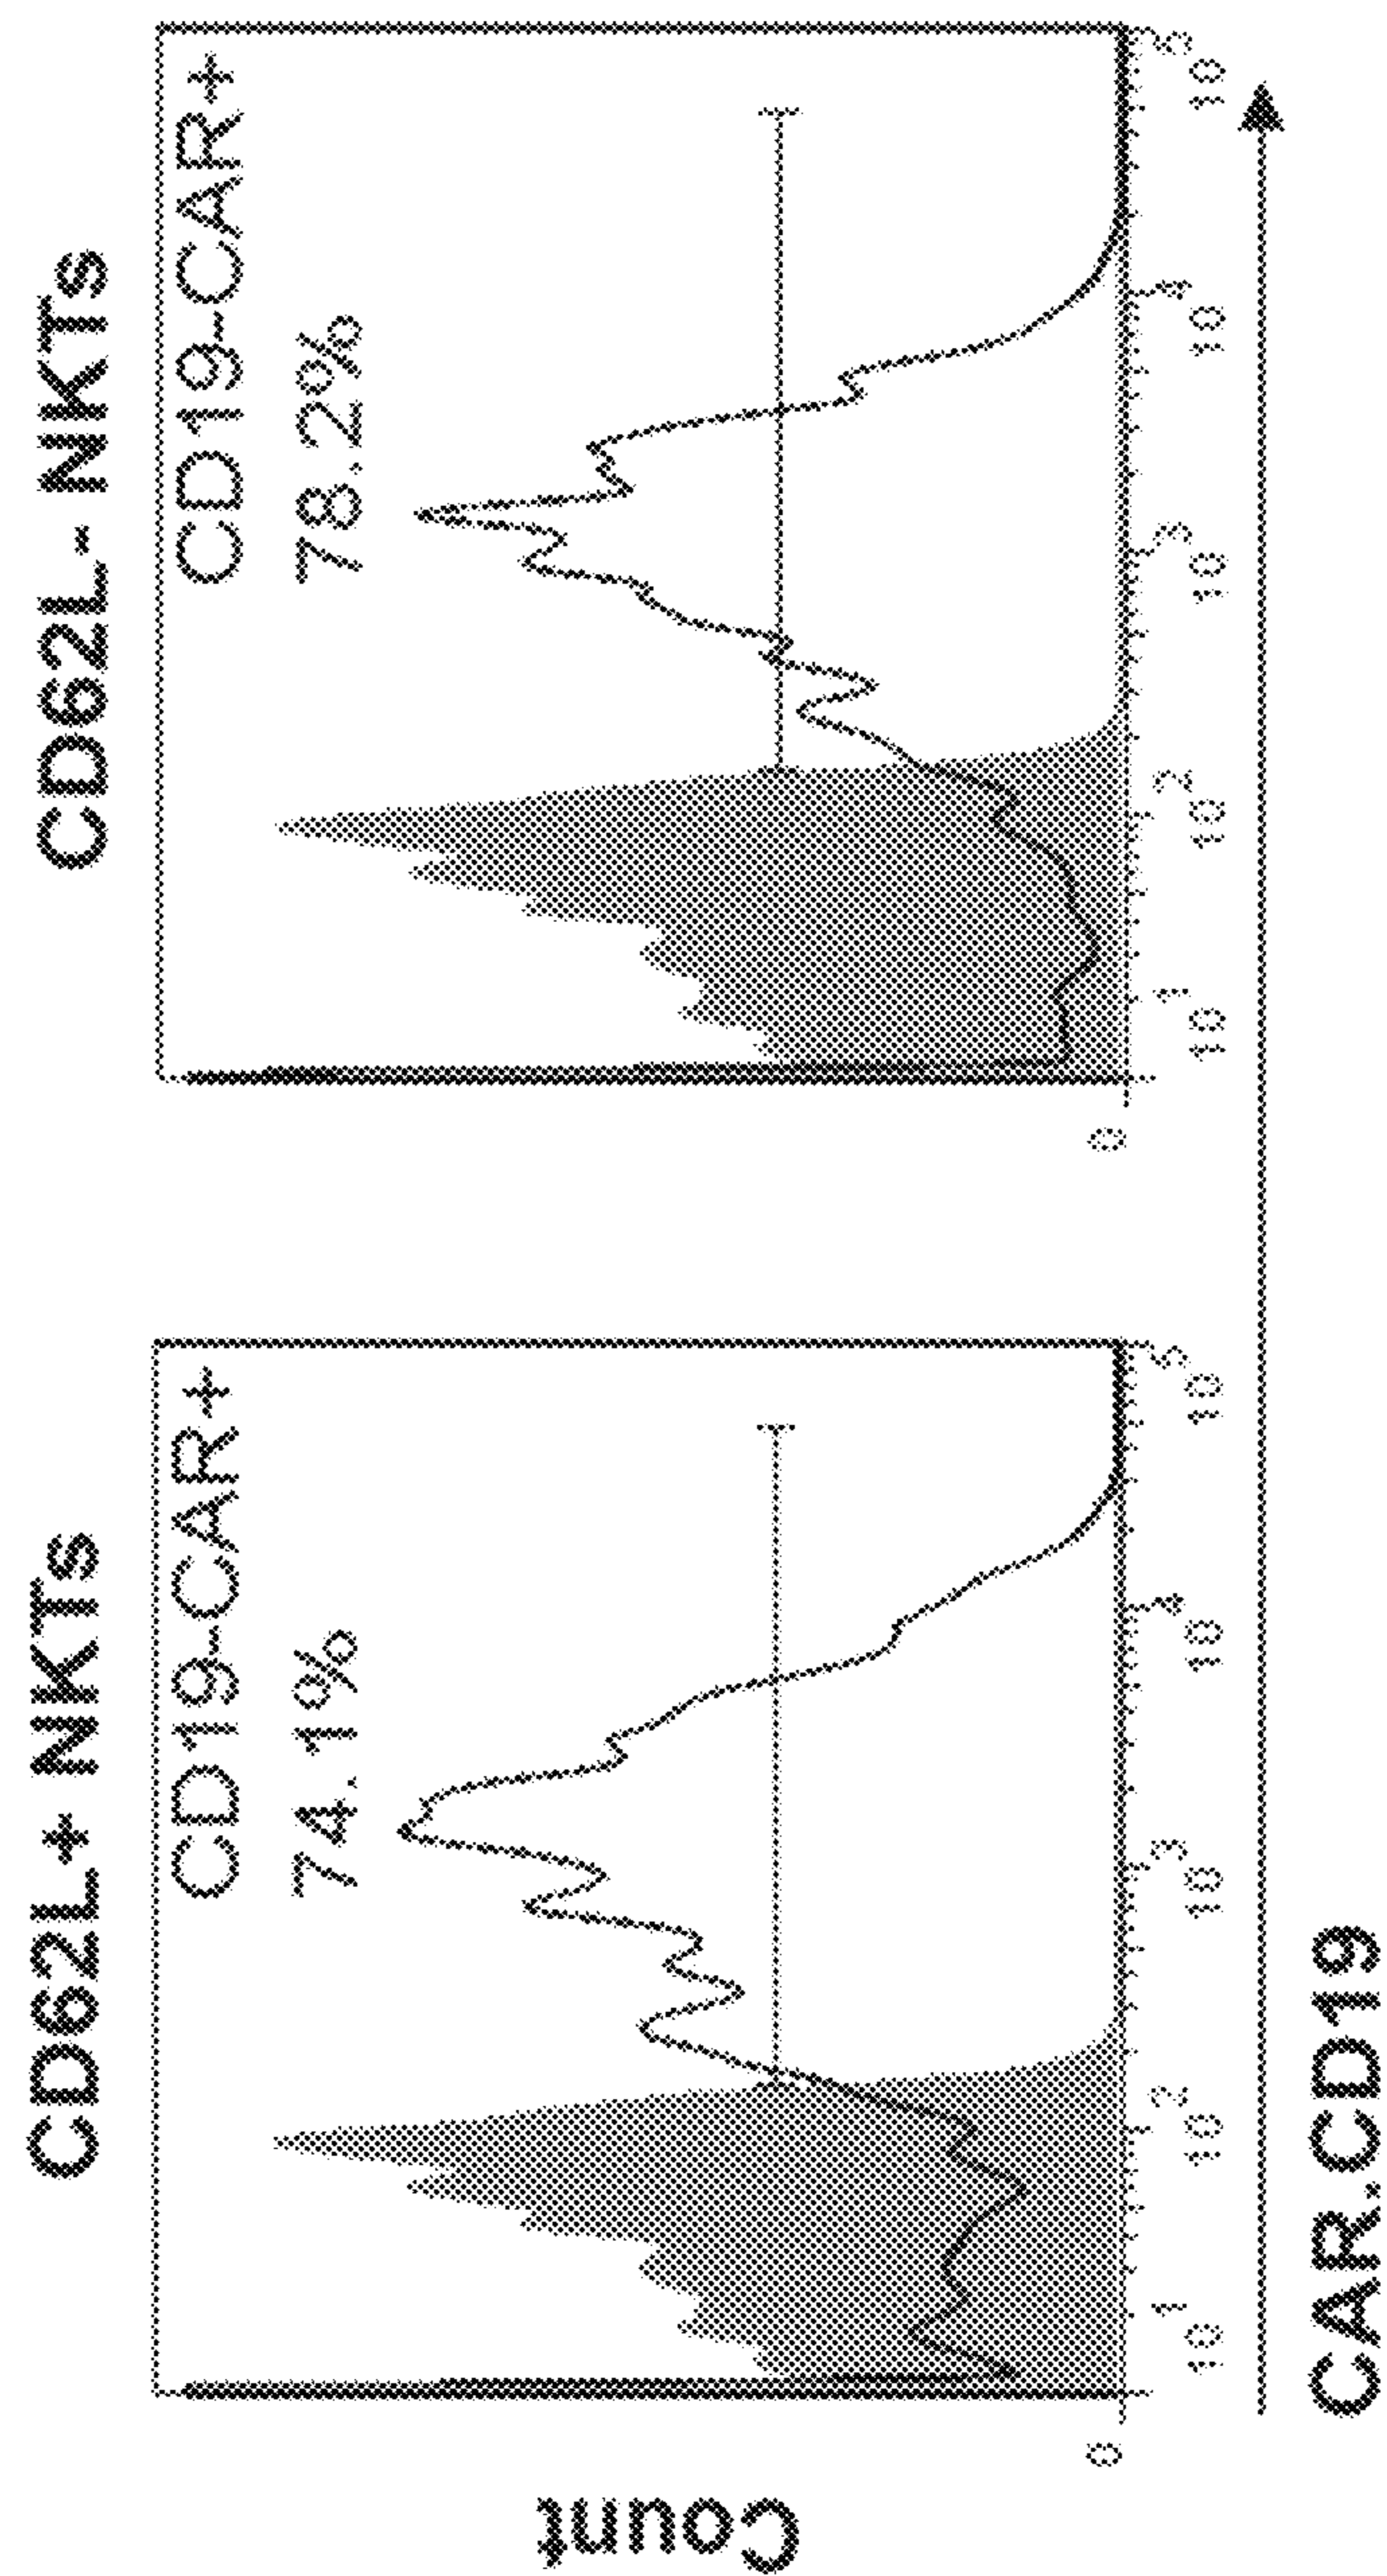 CD62L+ NKTs
CD62L- NKTs
CD19-CAR+
74.1%
CD19-CAR+
78.2%
Count
0
10^1
10^2
10^3
10^4
10^5
0
10^1
10^2
10^3
10^4
10^5
CAR.CD19